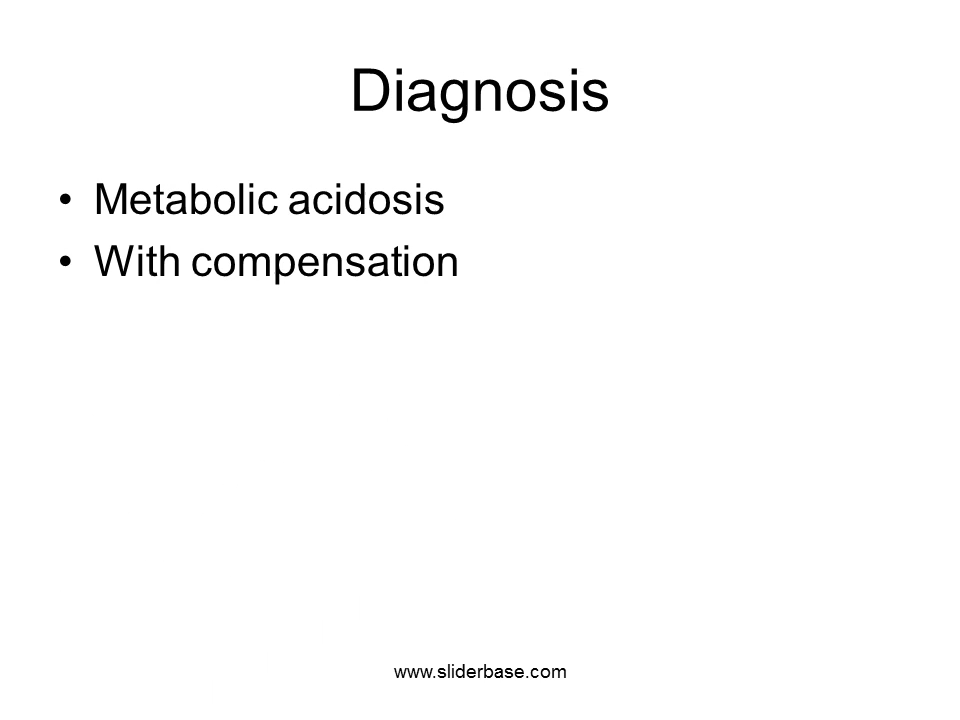 Diagnosis
• Metabolic acidosis
• With compensation
www.sliderbase.com